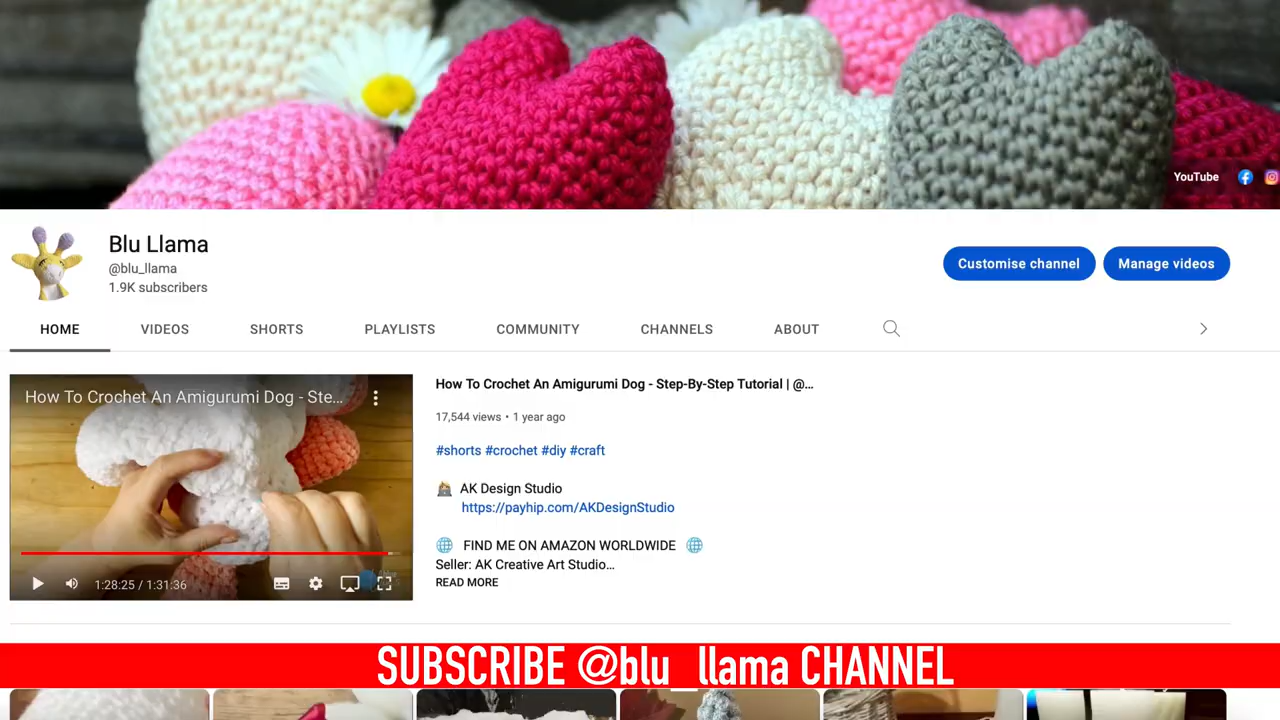 YouTube
Blu Llama
@blu_llama
1.9K subscribers
Customise channel
Manage videos
HOME VIDEOS SHORTS PLAYLISTS COMMUNITY CHANNELS ABOUT
How To Crochet An Amigurumi Dog - Ste...
1:28:25 / 1:31:36
How To Crochet An Amigurumi Dog - Step-By-Step Tutorial | @...
17,544 views • 1 year ago
#shorts #crochet #diy #craft
AK Design Studio
https://payhip.com/AKDesignStudio
FIND ME ON AMAZON WORLDWIDE
Seller: AK Creative Art Studio...
READ MORE
SUBSCRIBE @blu_llama CHANNEL